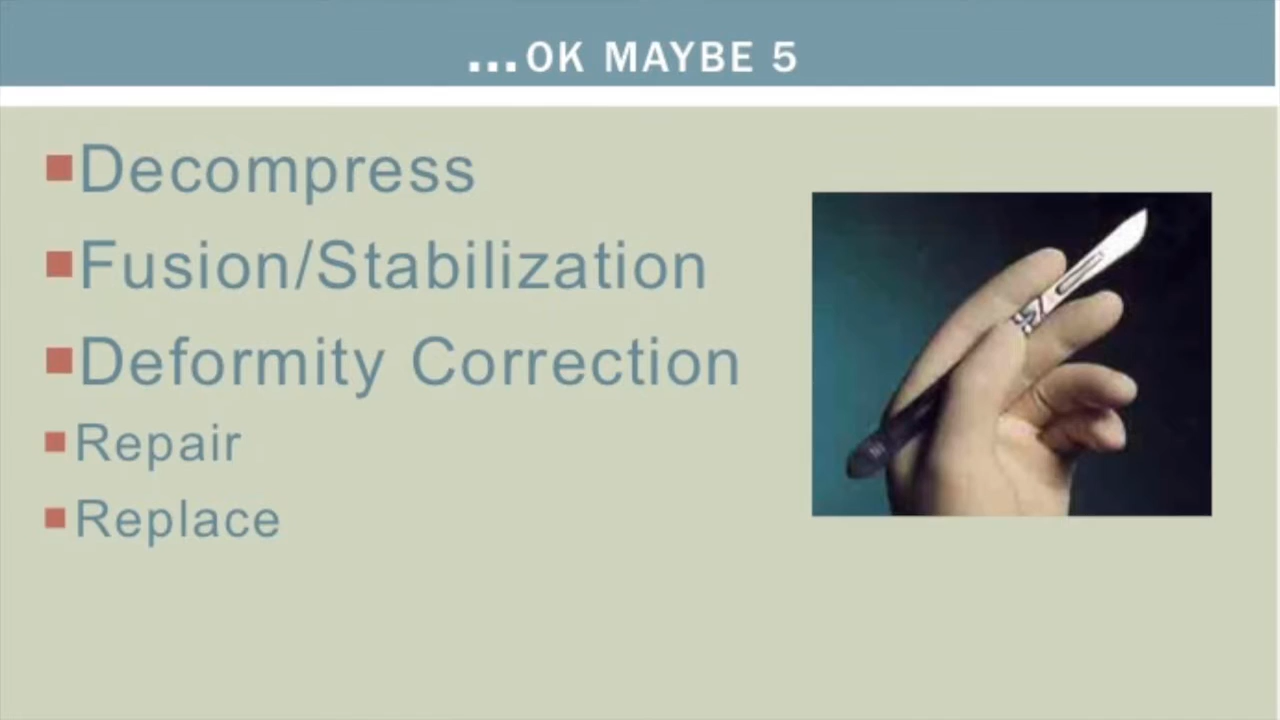 ...OK MAYBE 5
Decompress
Fusion/Stabilization
Deformity Correction
Repair
Replace